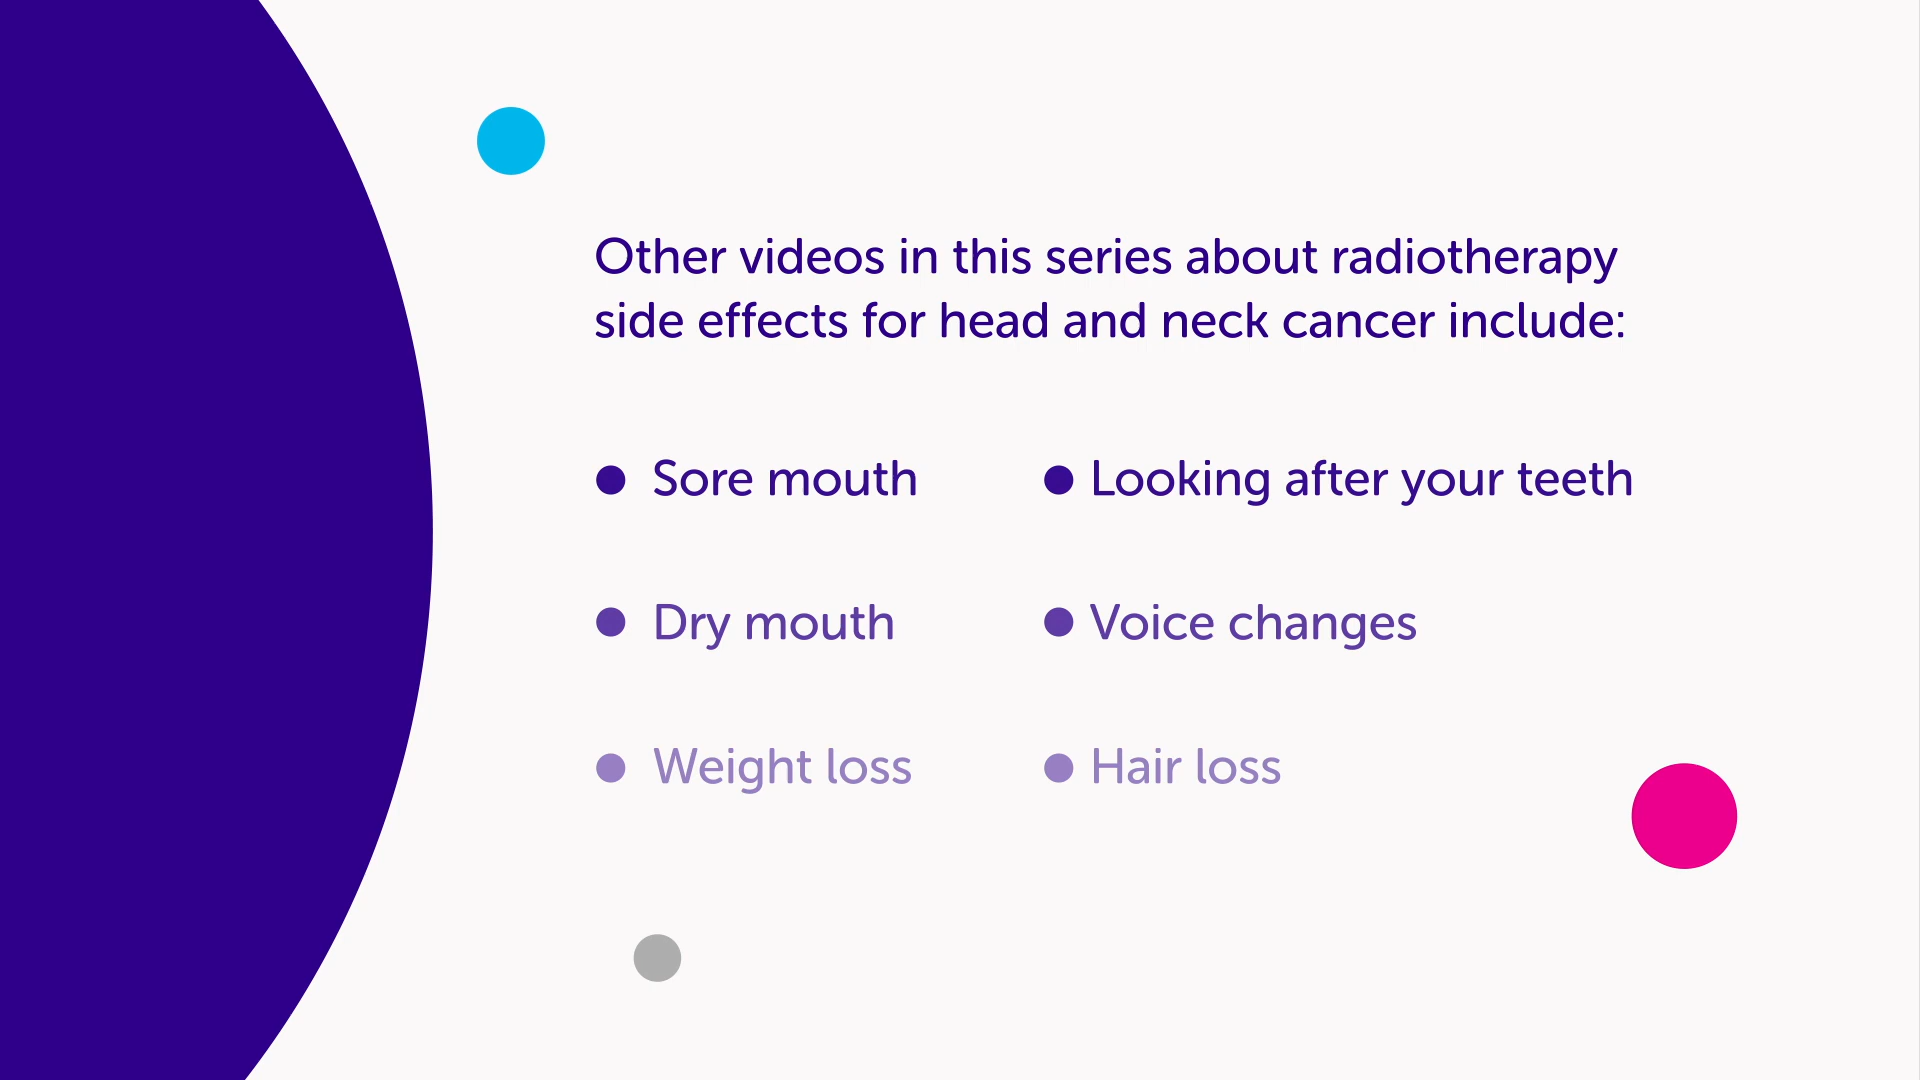 Other videos in this series about radiotherapy
side effects for head and neck cancer include:
● Sore mouth
● Dry mouth
● Weight loss
● Looking after your teeth
● Voice changes
● Hair loss